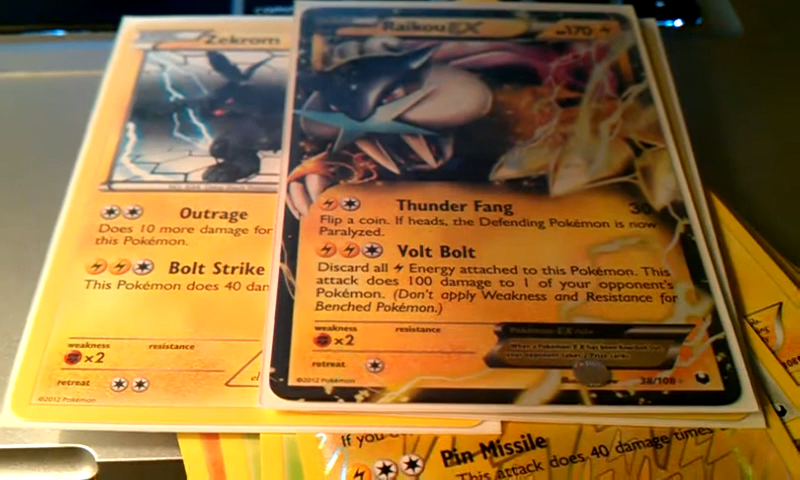 Zekrom
Outrage
Does 10 more damage for
this Pokémon.
Bolt Strike
This Pokémon does 40 dan
weakness
resistance
x2
retreat
©2012 Pokémon
Raikou EX
HP170
Thunder Fang 30
Flip a coin. If heads, the Defending Pokémon is now
Paralyzed.
Volt Bolt
Discard all Energy attached to this Pokémon. This
attack does 100 damage to 1 of your opponent's
Pokémon. (Don't apply Weakness and Resistance for
Benched Pokémon.)
weakness
resistance
x2
Pokémon-EX rule
When a Pokémon-EX has been Knocked Out,
your opponent takes 2 Prize cards.
retreat
©2012 Pokémon
38/108
If you
Pin Missile
This attack does 40 damage times